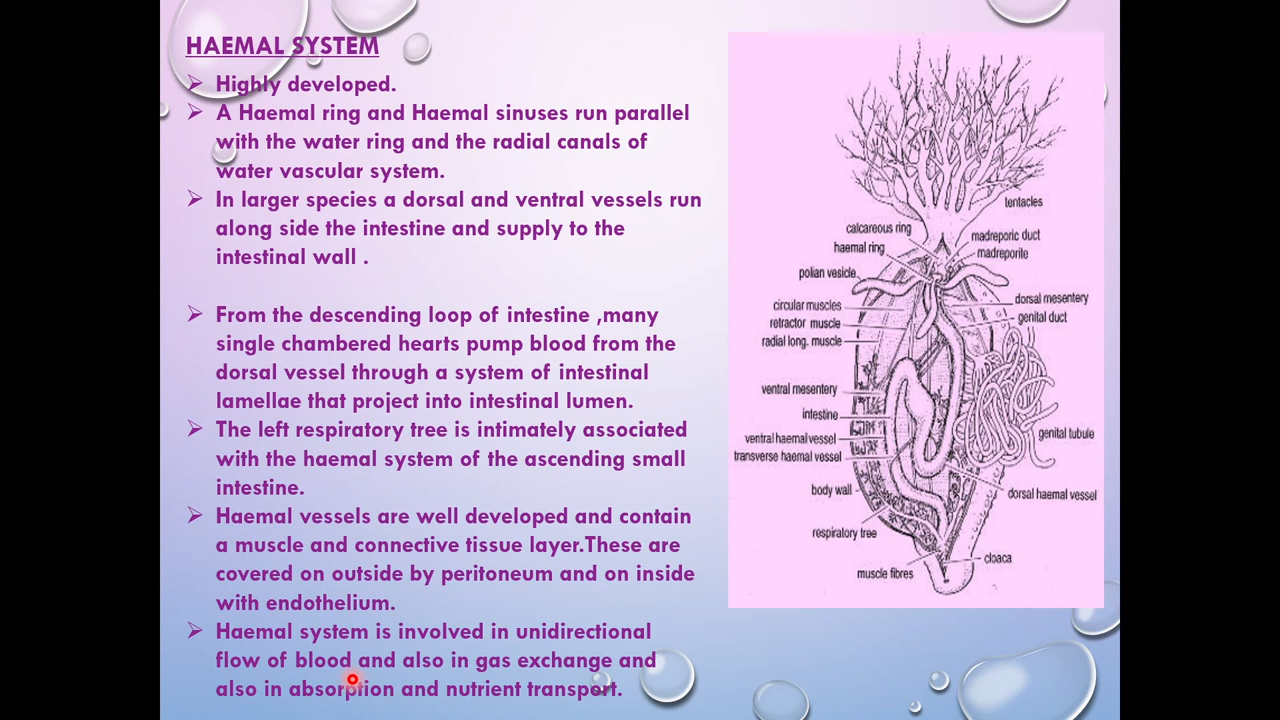 HAEMAL SYSTEM
➢ Highly developed.
➢ A Haemal ring and Haemal sinuses run parallel
with the water ring and the radial canals of
water vascular system.
➢ In larger species a dorsal and ventral vessels run
along side the intestine and supply to the
intestinal wall .
➢ From the descending loop of intestine ,many
single chambered hearts pump blood from the
dorsal vessel through a system of intestinal
lamellae that project into intestinal lumen.
➢ The left respiratory tree is intimately associated
with the haemal system of the ascending small
intestine.
➢ Haemal vessels are well developed and contain
a muscle and connective tissue layer.These are
covered on outside by peritoneum and on inside
with endothelium.
➢ Haemal system is involved in unidirectional
flow of blood and also in gas exchange and
also in absorption and nutrient transport.
tentacles
calcareous ring
haemal ring
madreporic duct
madreporite
polian vesicle
circular muscles
retractor muscle
radial long. muscle
dorsal mesentery
genital duct
ventral mesentery
intestine
ventral haemal vessel
transverse haemal vessel
genital tubule
body wall
dorsal haemal vessel
respiratory tree
cloaca
muscle fibres